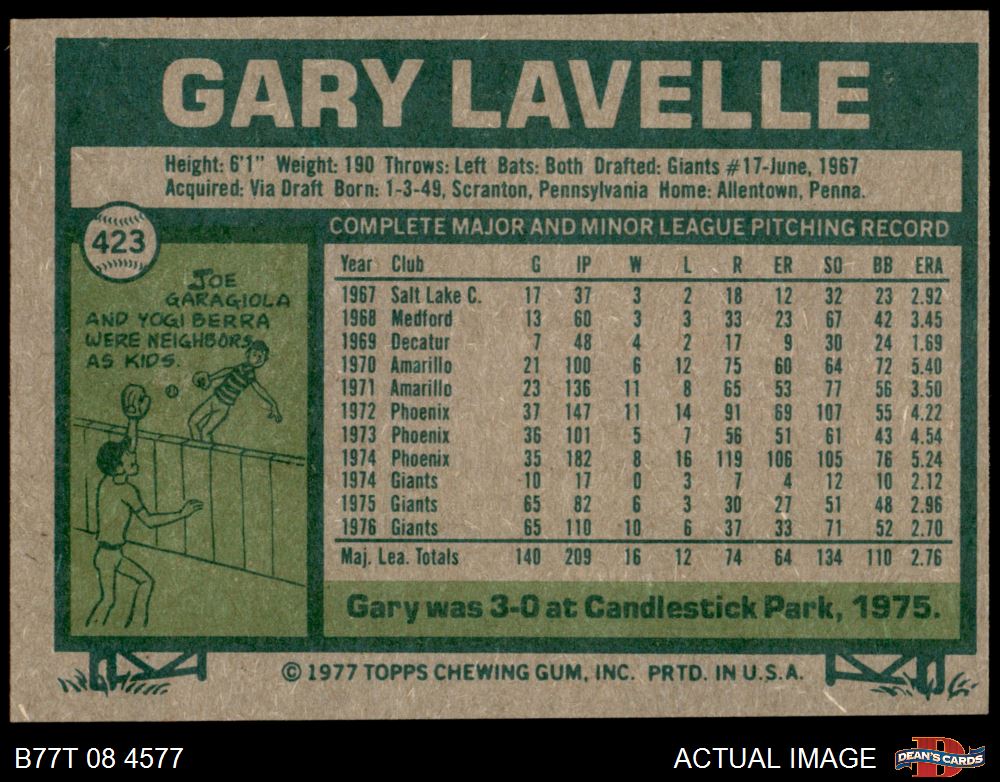 GARY LAVELLE
Height: 6'1" Weight: 190 Throws: Left Bats: Both Drafted: Giants #17-June, 1967
Acquired: Via Draft Born: 1-3-49, Scranton, Pennsylvania Home: Allentown, Penna.
423
JOE
GARAGIOLA
AND YOGI BERRA
WERE NEIGHBORS
AS KIDS.
COMPLETE MAJOR AND MINOR LEAGUE PITCHING RECORD
Year Club G IP W L R ER SO BB ERA
1967 Salt Lake C. 17 37 3 2 18 12 32 23 2.92
1968 Medford 13 60 3 3 33 23 67 42 3.45
1969 Decatur 7 48 4 2 17 9 30 24 1.69
1970 Amarillo 21 100 6 12 75 60 64 72 5.40
1971 Amarillo 23 136 11 8 65 53 77 56 3.50
1972 Phoenix 37 147 11 14 91 69 107 55 4.22
1973 Phoenix 36 101 5 7 56 51 61 43 4.54
1974 Phoenix 35 182 8 16 119 106 105 76 5.24
1974 Giants 10 17 0 3 7 4 12 10 2.12
1975 Giants 65 82 6 3 30 27 51 48 2.96
1976 Giants 65 110 10 6 37 33 71 52 2.70
Maj. Lea. Totals 140 209 16 12 74 64 134 110 2.76
Gary was 3-0 at Candlestick Park, 1975.
© 1977 TOPPS CHEWING GUM, INC. PRTD. IN U.S.A.
B77T 08 4577
ACTUAL IMAGE
D
DEAN'S CARDS